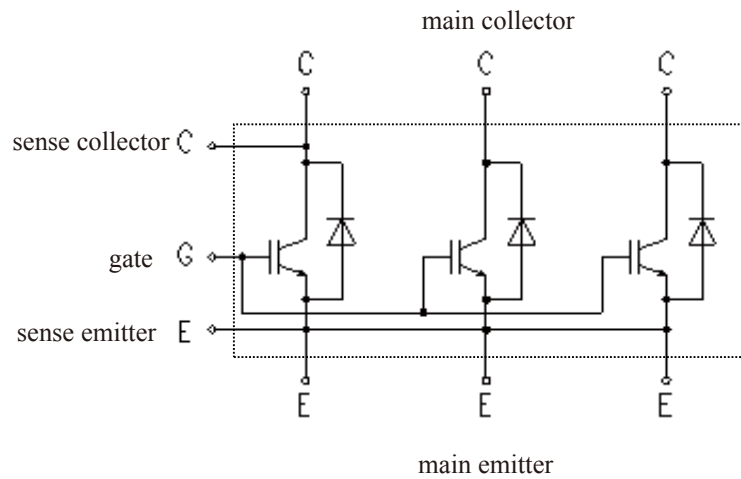 main collector
C C C
sense collector C
gate G
sense emitter E
E E E
main emitter